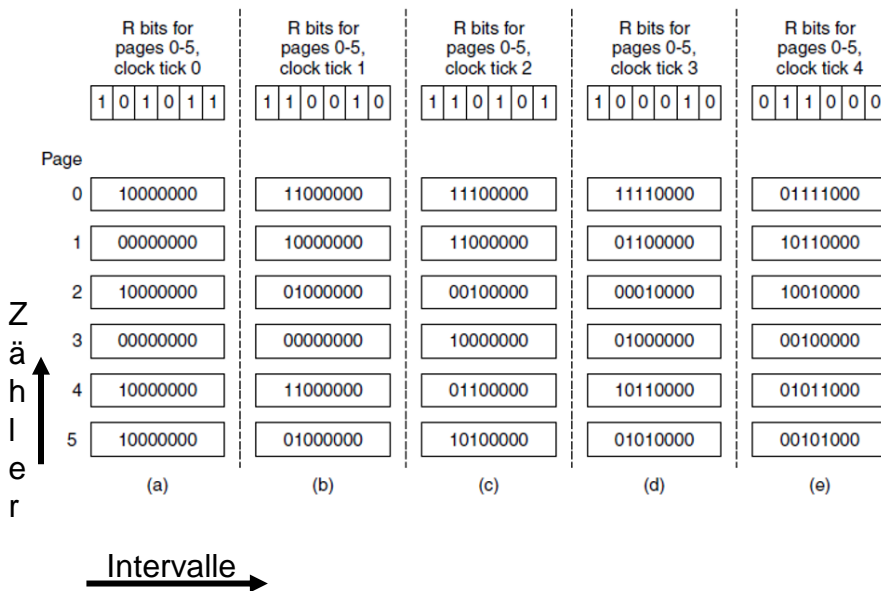 R bits for pages 0-5, clock tick 0
R bits for pages 0-5, clock tick 1
R bits for pages 0-5, clock tick 2
R bits for pages 0-5, clock tick 3
R bits for pages 0-5, clock tick 4
1 0 1 0 1 1
1 1 0 0 1 0
1 1 0 1 0 1
1 0 0 0 1 0
0 1 1 0 0 0
Page
0 10000000 11000000 11100000 11110000 01111000
1 00000000 10000000 11000000 01100000 10110000
2 10000000 01000000 00100000 00010000 10010000
3 00000000 00000000 10000000 01000000 00100000
4 10000000 11000000 01100000 10110000 01011000
5 10000000 01000000 10100000 01010000 00101000
(a) (b) (c) (d) (e)
Zähler
Intervalle